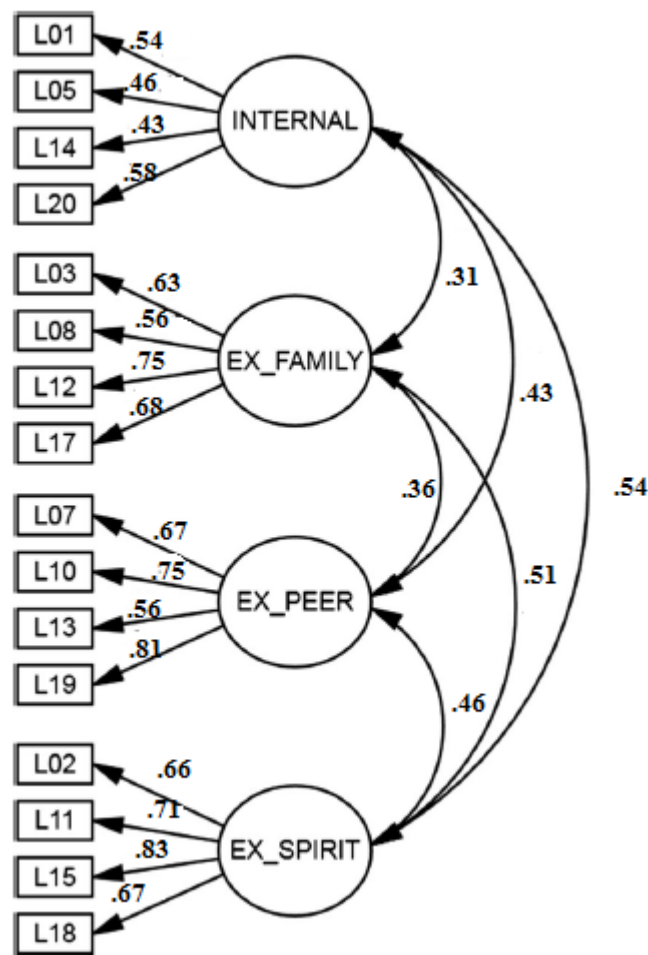 L01
.54
L05
.46
INTERNAL
L14
.43
L20
.58
L03
.63
.31
L08
.56
EX_FAMILY
L12
.75
L17
.68
.43
.36
.54
L07
.67
L10
.75
.51
EX_PEER
L13
.56
L19
.81
.46
L02
.66
L11
.71
EX_SPIRIT
L15
.83
L18
.67